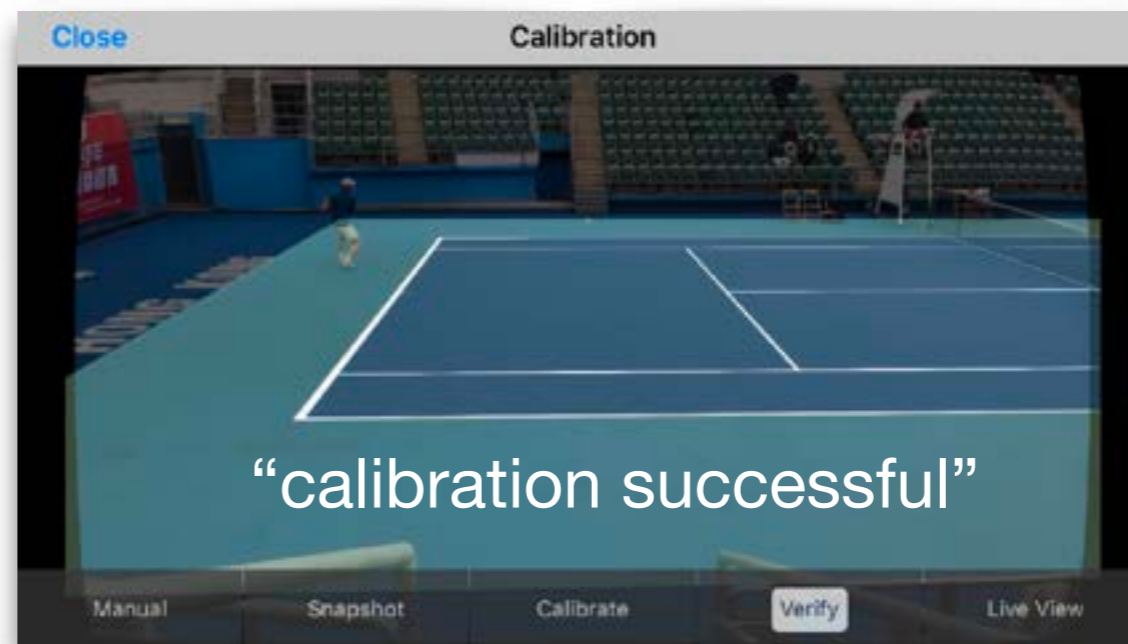 Close
Calibration
“calibration successful”
Manual
Snapshot
Calibrate
Verify
Live View